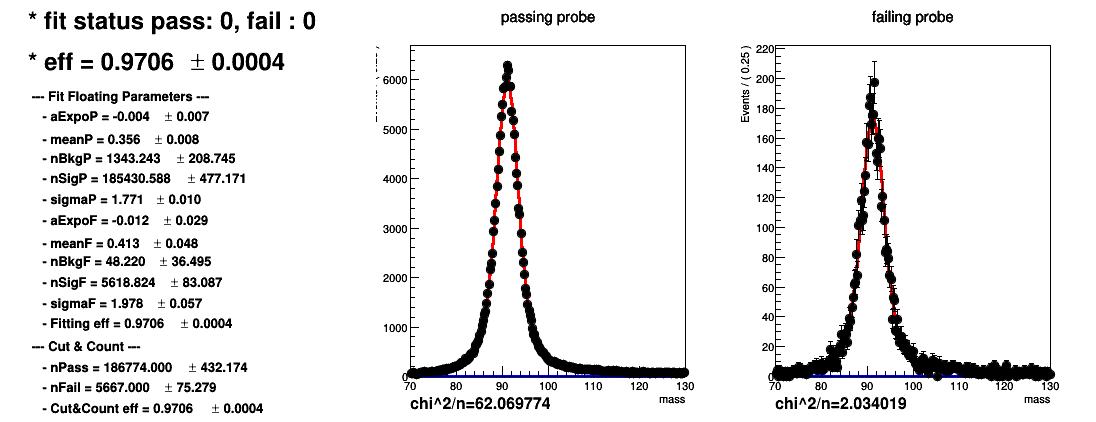 * fit status pass: 0, fail : 0
* eff = 0.9706 ± 0.0004
--- Fit Floating Parameters ---
- aExpoP = -0.004 ± 0.007
- meanP = 0.356 ± 0.008
- nBkgP = 1343.243 ± 208.745
- nSigP = 185430.588 ± 477.171
- sigmaP = 1.771 ± 0.010
- aExpoF = -0.012 ± 0.029
- meanF = 0.413 ± 0.048
- nBkgF = 48.220 ± 36.495
- nSigF = 5618.824 ± 83.087
- sigmaF = 1.978 ± 0.057
- Fitting eff = 0.9706 ± 0.0004
--- Cut & Count ---
- nPass = 186774.000 ± 432.174
- nFail = 5667.000 ± 75.279
- Cut&Count eff = 0.9706 ± 0.0004
passing probe
6000
5000
4000
3000
2000
1000
0
70 80 90 100 110 120 130
mass
chi^2/n=62.069774
failing probe
Events / ( 0.25 )
220
200
180
160
140
120
100
80
60
40
20
0
70 80 90 100 110 120 130
mass
chi^2/n=2.034019